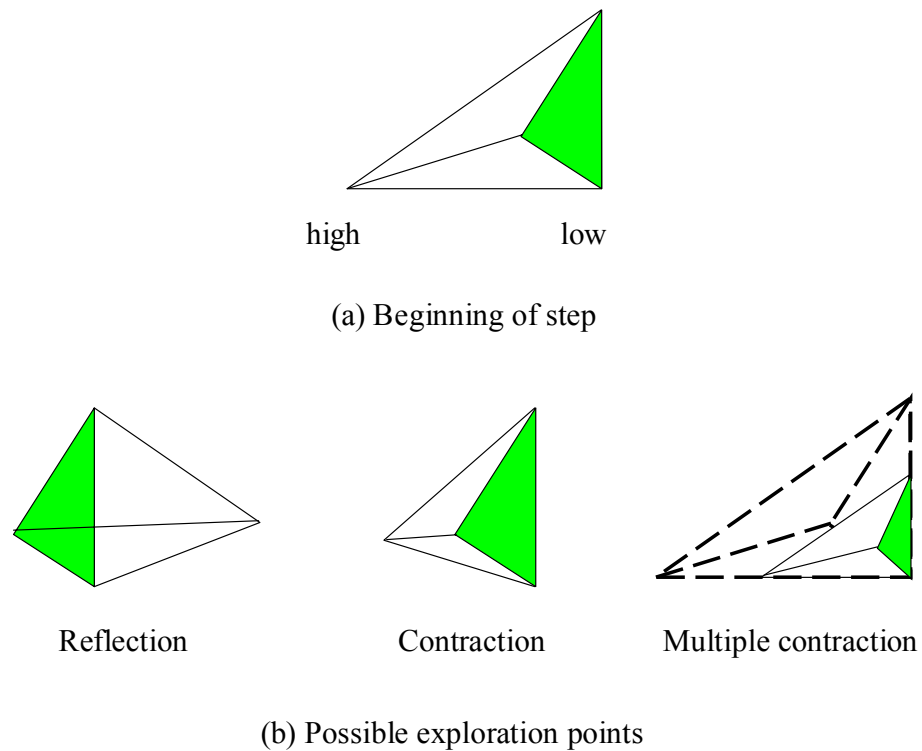 high low
(a) Beginning of step
Reflection Contraction Multiple contraction
(b) Possible exploration points